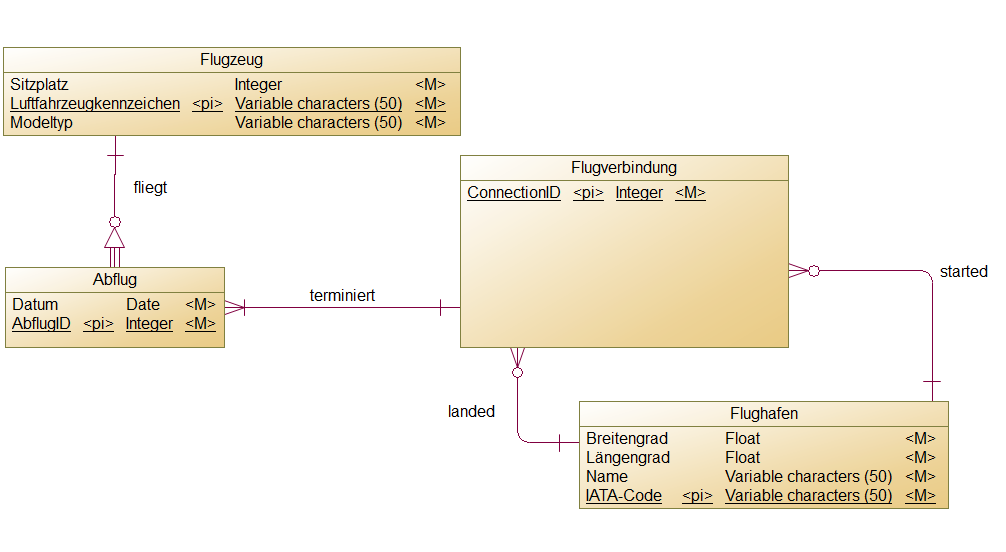 Flugzeug
Sitzplatz Integer <M>
Luftfahrzeugkennzeichen <pi> Variable characters (50) <M>
Modeltyp Variable characters (50) <M>
fliegt
Flugverbindung
ConnectionID <pi> Integer <M>
Abflug
Datum Date <M>
AbflugID <pi> Integer <M>
terminiert
started
landed
Flughafen
Breitengrad Float <M>
Längengrad Float <M>
Name Variable characters (50) <M>
IATA-Code <pi> Variable characters (50) <M>